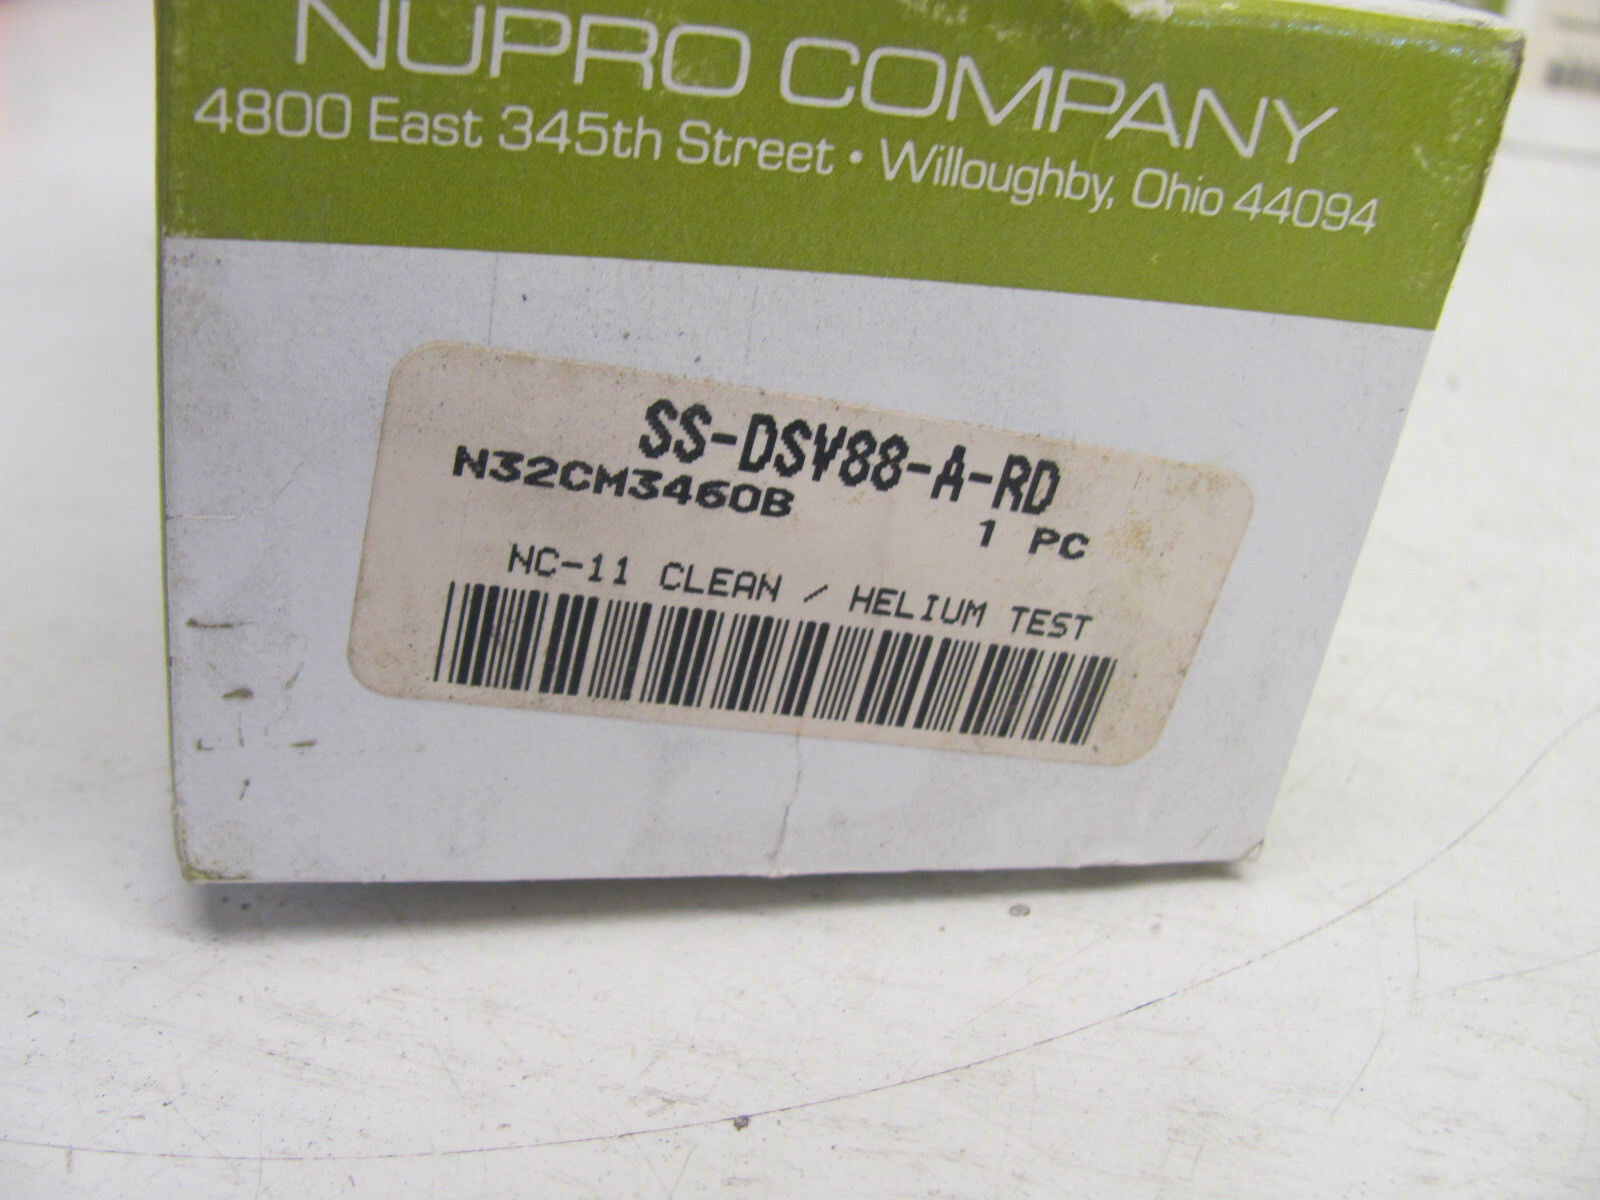 NUPRO COMPANY
4800 East 345th Street • Willoughby, Ohio 44094
SS-DSV88-A-RD
N32CM3460B
1 PC
NC-11 CLEAN / HELIUM TEST